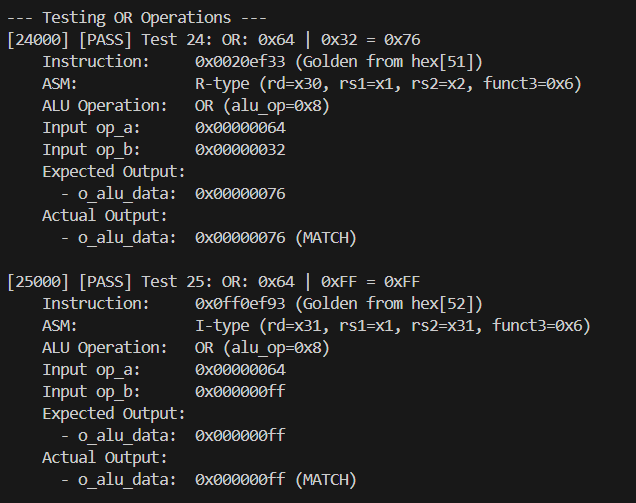 --- Testing OR Operations ---
[24000] [PASS] Test 24: OR: 0x64 | 0x32 = 0x76
Instruction: 0x0020ef33 (Golden from hex[51])
ASM: R-type (rd=x30, rs1=x1, rs2=x2, funct3=0x6)
ALU Operation: OR (alu_op=0x8)
Input op_a: 0x00000064
Input op_b: 0x00000032
Expected Output:
- o_alu_data: 0x00000076
Actual Output:
- o_alu_data: 0x00000076 (MATCH)
[25000] [PASS] Test 25: OR: 0x64 | 0xFF = 0xFF
Instruction: 0x0ff0ef93 (Golden from hex[52])
ASM: I-type (rd=x31, rs1=x1, rs2=x31, funct3=0x6)
ALU Operation: OR (alu_op=0x8)
Input op_a: 0x00000064
Input op_b: 0x000000ff
Expected Output:
- o_alu_data: 0x000000ff
Actual Output:
- o_alu_data: 0x000000ff (MATCH)